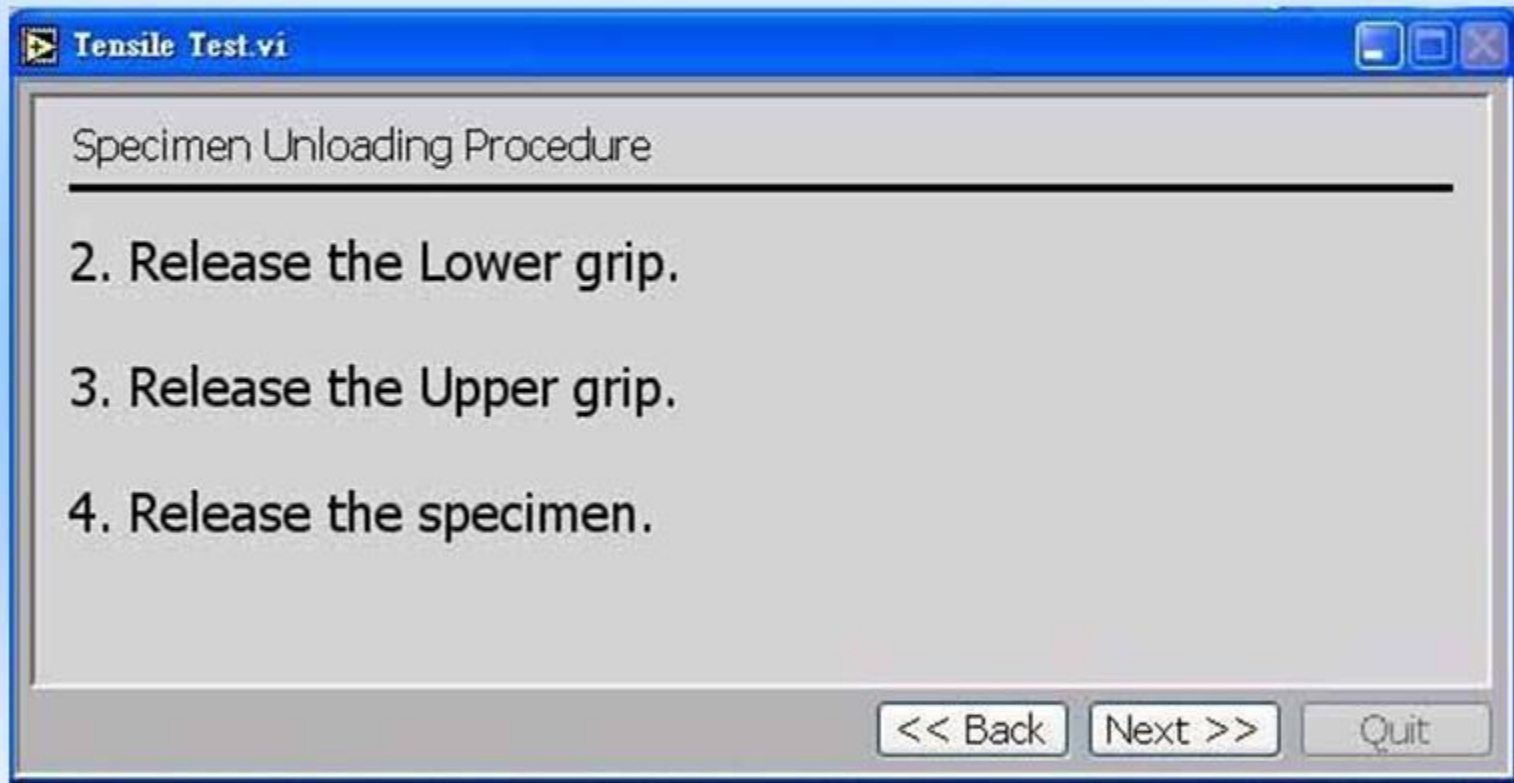 Tensile Test.vi
Specimen Unloading Procedure
2. Release the Lower grip.
3. Release the Upper grip.
4. Release the specimen.
<< Back Next >> Quit